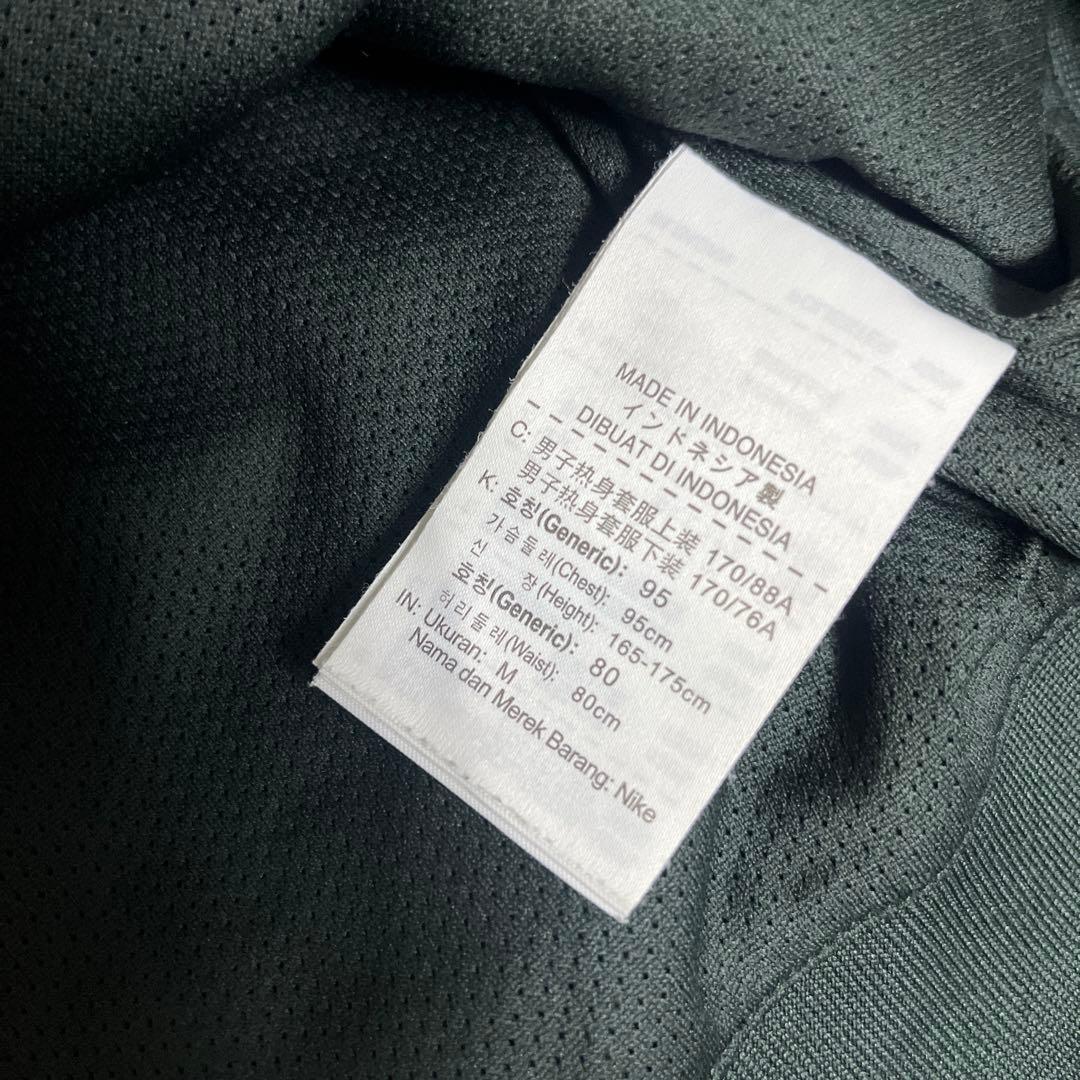 MADE IN INDONESIA
インドネシア製
DIBUAT DI INDONESIA
C: 男子热身套服上装 170/88A
男子热身套服下装 170/76A
K: 호칭(Generic): 95
가슴둘레(Chest): 95cm
신 장(Height): 165-175cm
호칭(Generic): 80
허리둘레(Waist): 80cm
IN: Ukuran: M
Nama dan Merek Barang: Nike